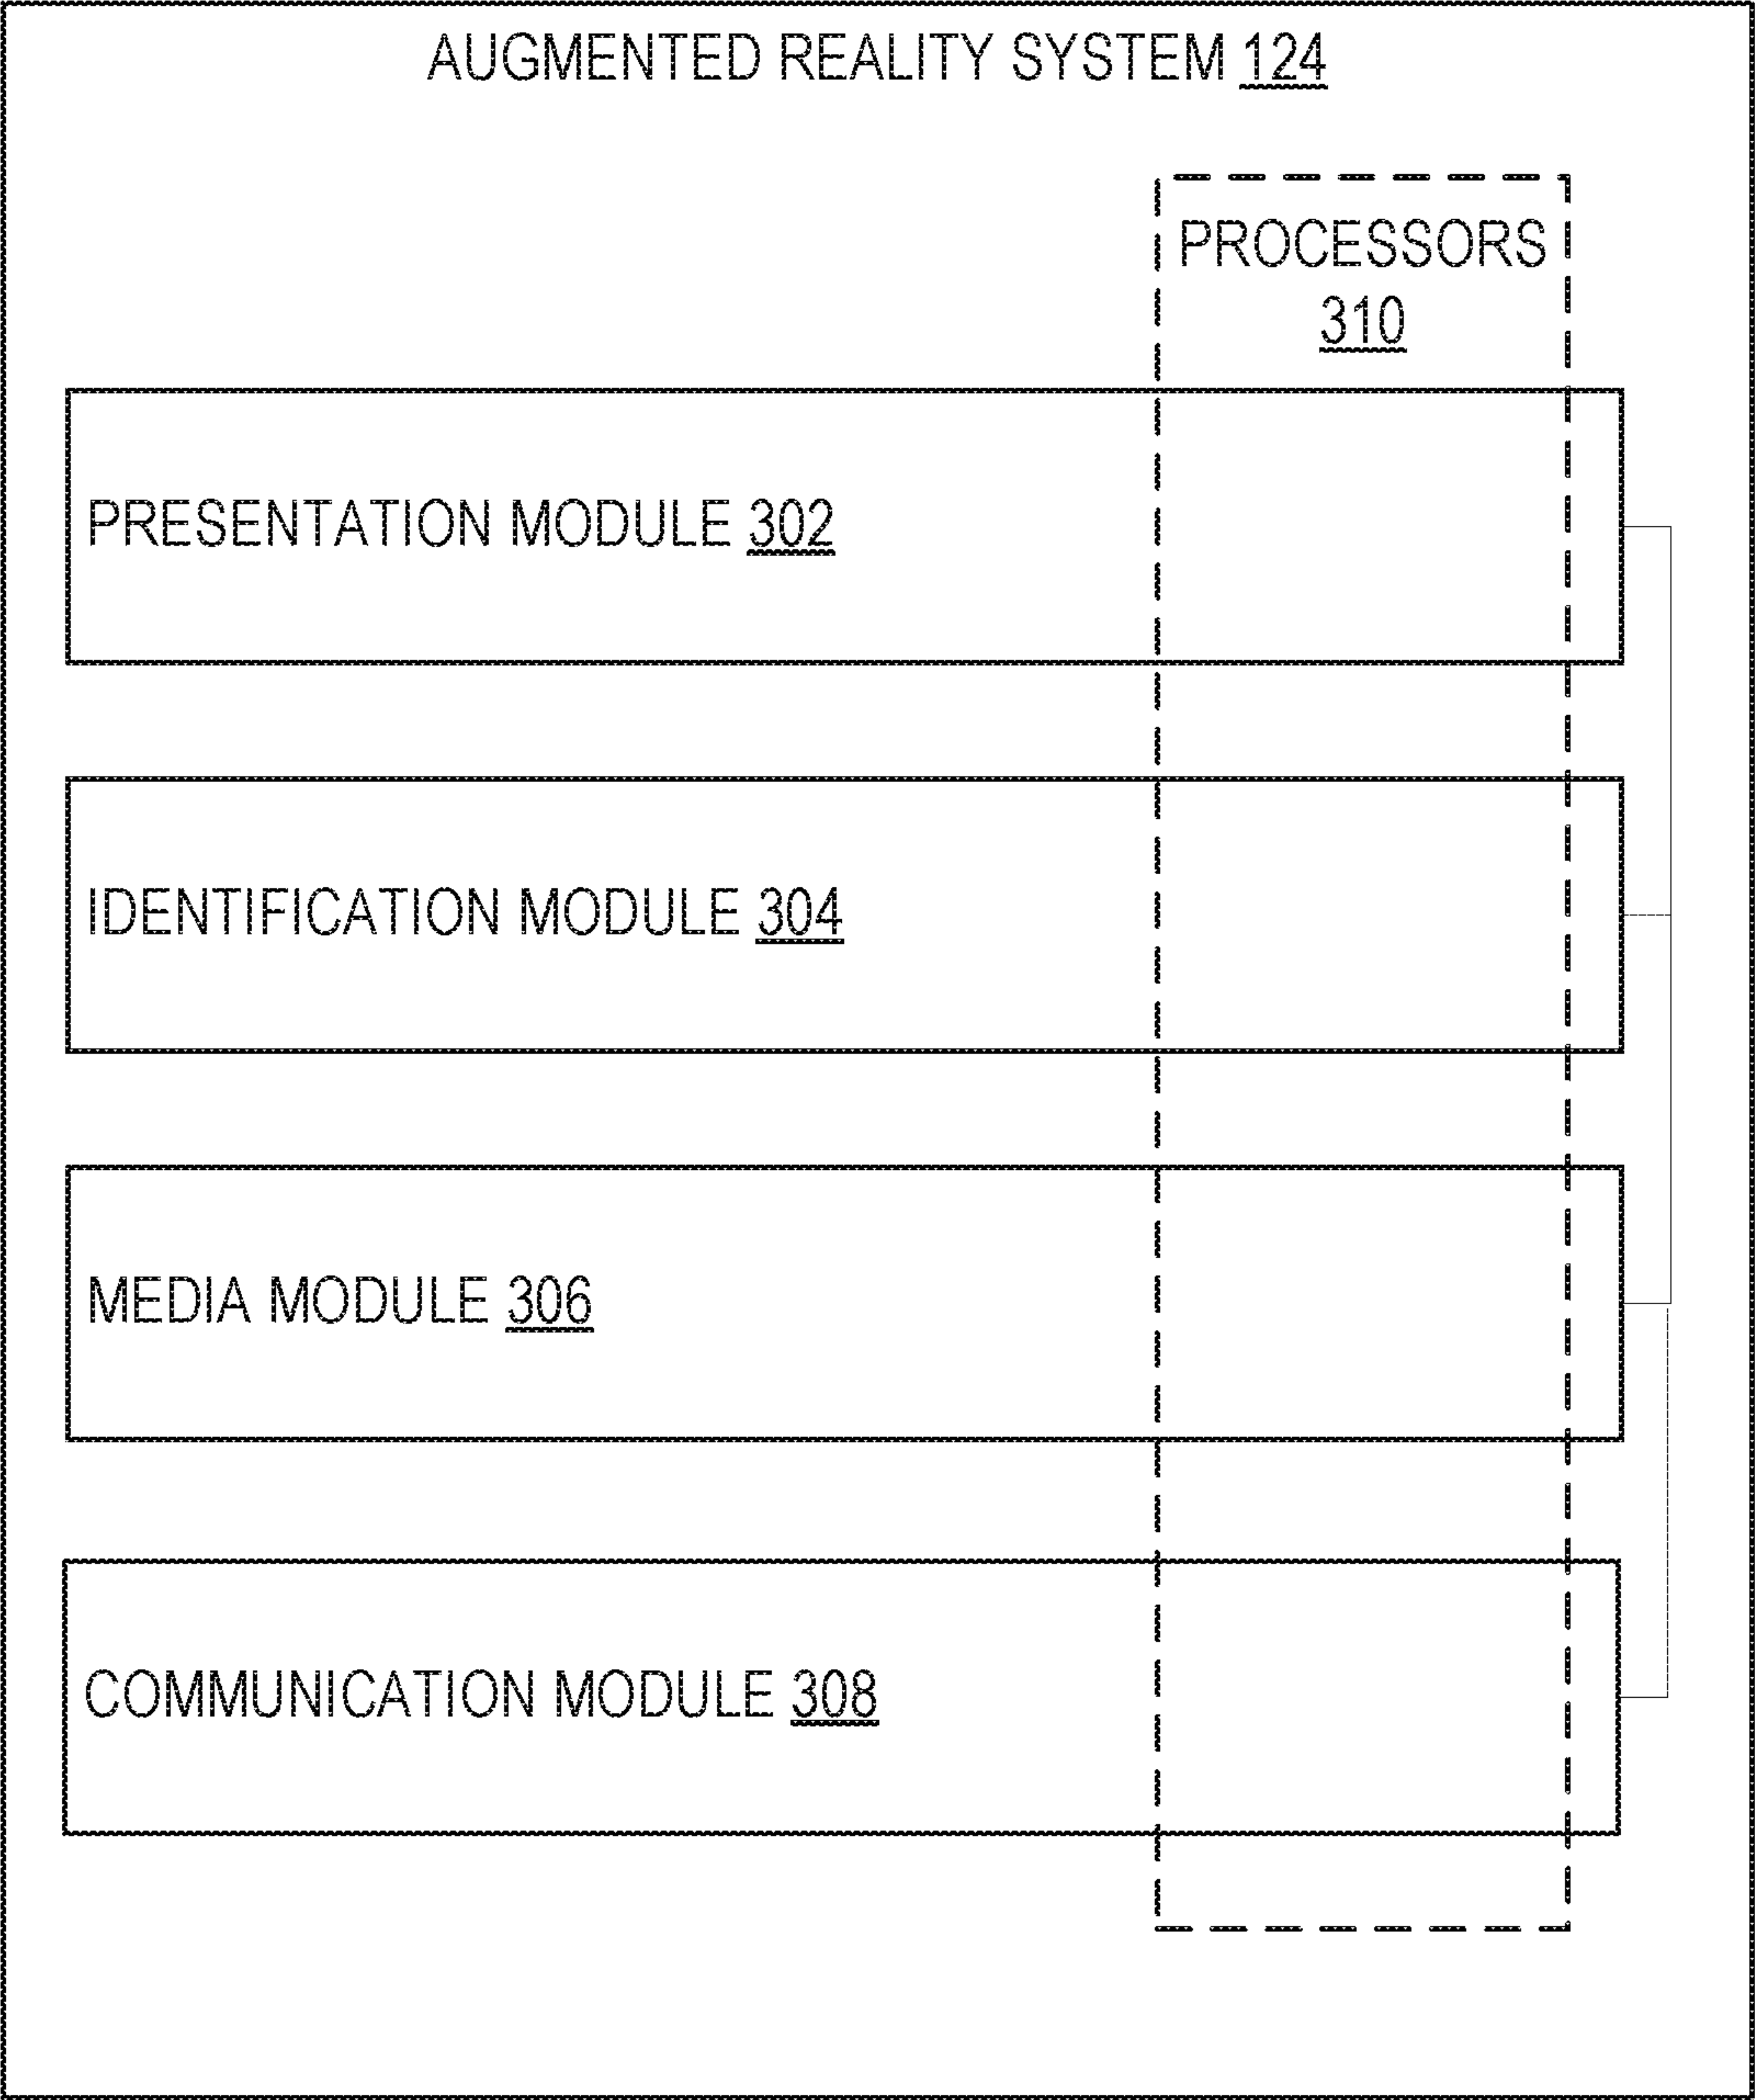 AUGMENTED REALITY SYSTEM 124
PROCESSORS
310
PRESENTATION MODULE 302
IDENTIFICATION MODULE 304
MEDIA MODULE 306
COMMUNICATION MODULE 308